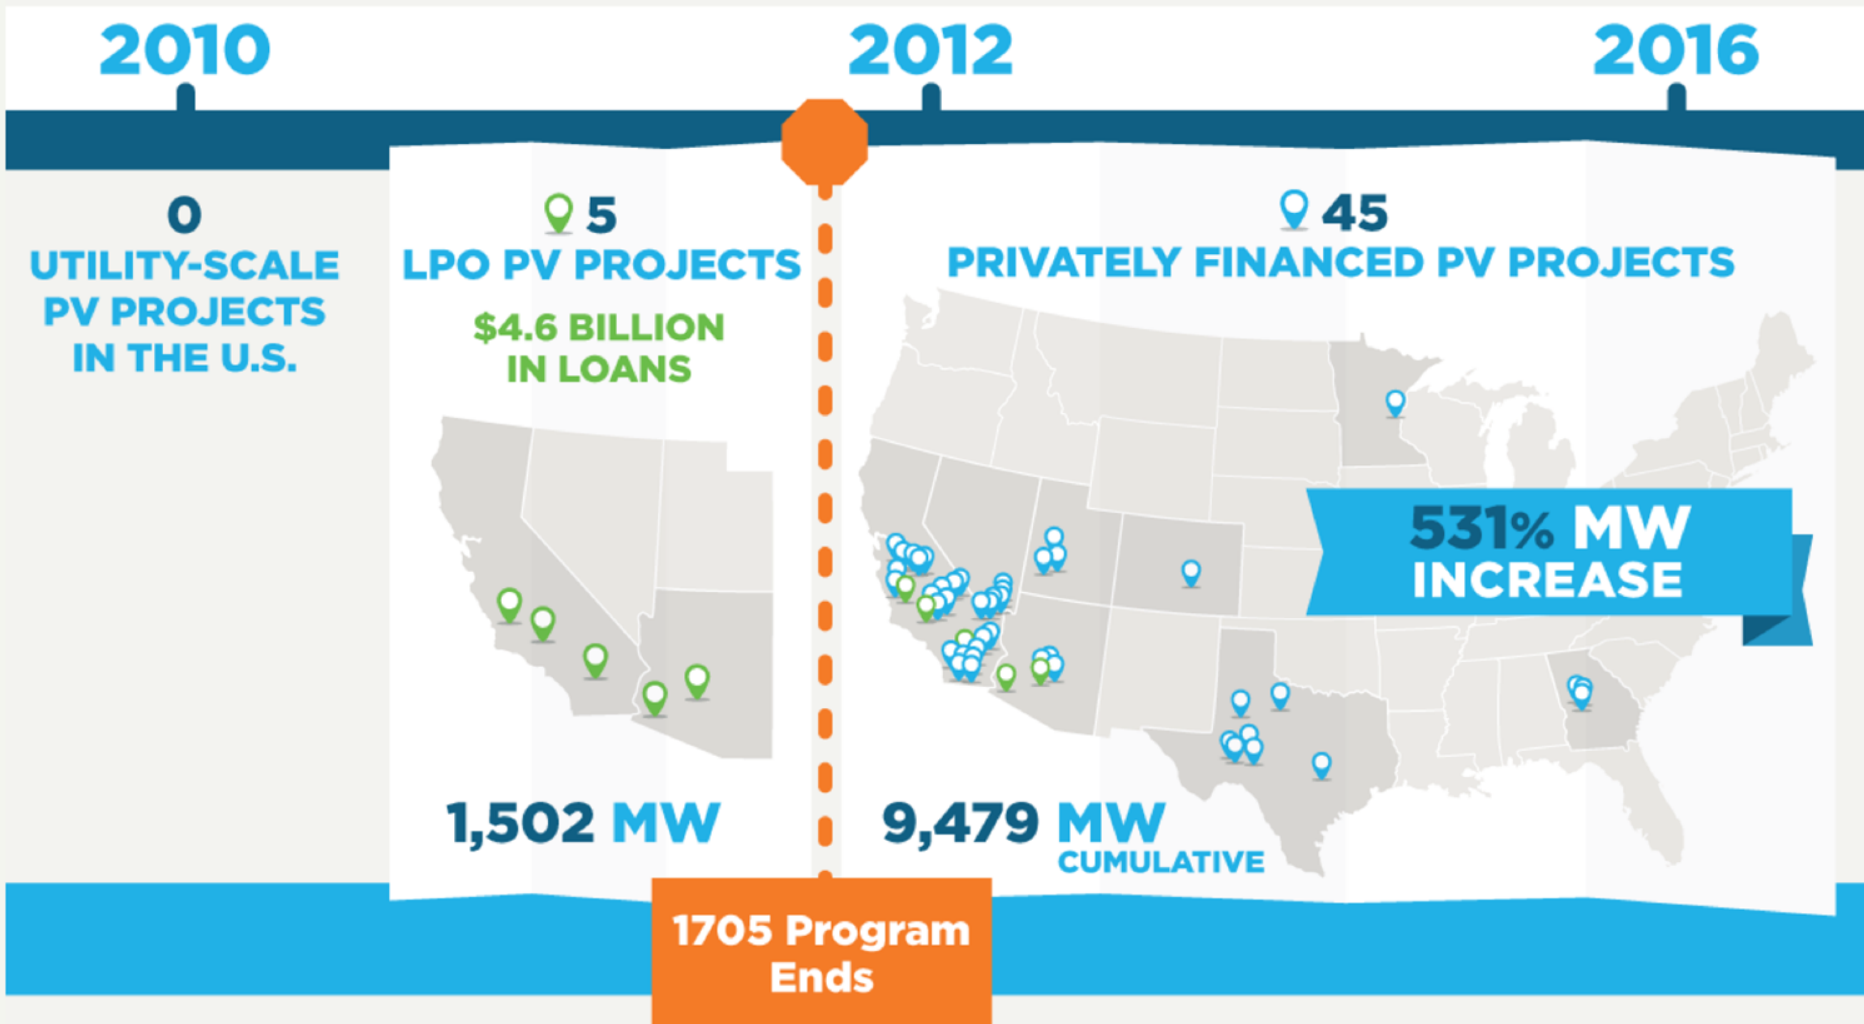 2010
2012
2016
0
UTILITY-SCALE
PV PROJECTS
IN THE U.S.
5
LPO PV PROJECTS
$4.6 BILLION
IN LOANS
1,502 MW
45
PRIVATELY FINANCED PV PROJECTS
531% MW
INCREASE
9,479 MW
CUMULATIVE
1705 Program
Ends